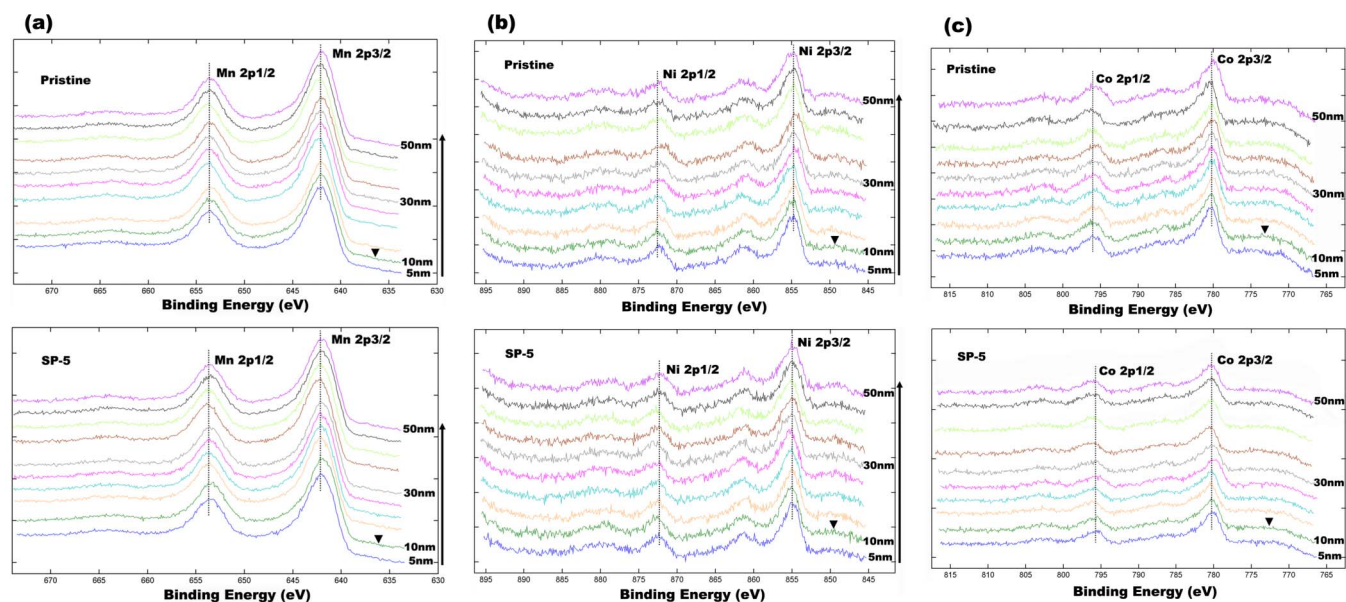 (a)
Mn 2p3/2
Mn 2p1/2
Pristine
50nm
30nm
10nm
5nm
670 665 660 655 650 645 640 635 630
Binding Energy (eV)
Mn 2p3/2
SP-5
Mn 2p1/2
50nm
30nm
10nm
5nm
670 665 660 655 650 645 640 635 630
Binding Energy (eV)
(b)
Ni 2p3/2
Pristine
Ni 2p1/2
50nm
30nm
10nm
5nm
895 890 885 880 875 870 865 860 855 850 845
Binding Energy (eV)
Ni 2p3/2
SP-5
Ni 2p1/2
50nm
30nm
10nm
5nm
895 890 885 880 875 870 865 860 855 850 845
Binding Energy (eV)
(c)
Co 2p3/2
Pristine
Co 2p1/2
50nm
30nm
10nm
5nm
815 810 805 800 795 790 785 780 775 770 765
Binding Energy (eV)
SP-5
Co 2p3/2
Co 2p1/2
50nm
30nm
10nm
5nm
815 810 805 800 795 790 785 780 775 770 765
Binding Energy (eV)